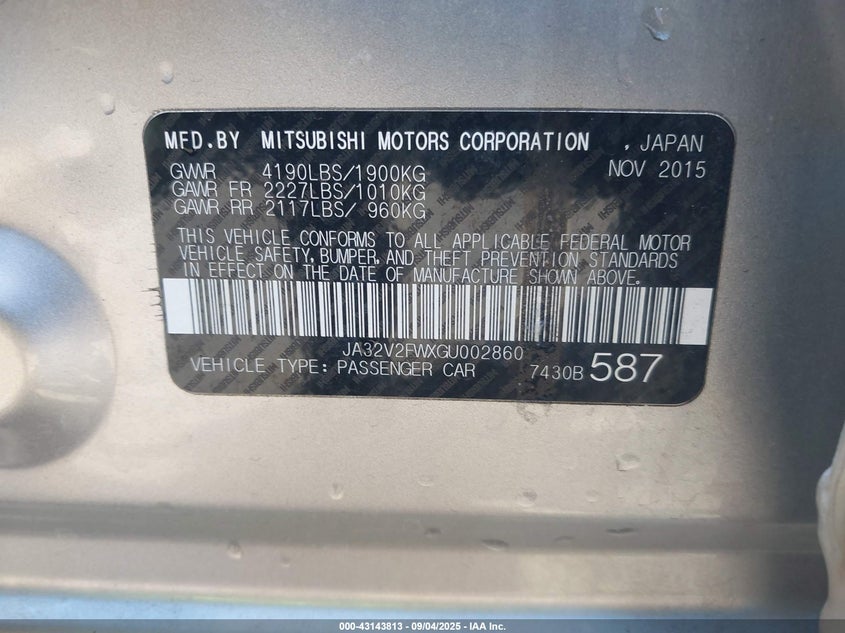 MFD.BY MITSUBISHI MOTORS CORPORATION , JAPAN
GVWR 4190LBS/1900KG NOV 2015
GAWR FR 2227LBS/1010KG
GAWR RR 2117LBS/ 960KG
THIS VEHICLE CONFORMS TO ALL APPLICABLE FEDERAL MOTOR
VEHICLE SAFETY, BUMPER, AND THEFT PREVENTION STANDARDS
IN EFFECT ON THE DATE OF MANUFACTURE SHOWN ABOVE.
JA32V2FWXGU002860
VEHICLE TYPE: PASSENGER CAR 7430B 587
000-43143813 - 09/04/2025 - IAA Inc.